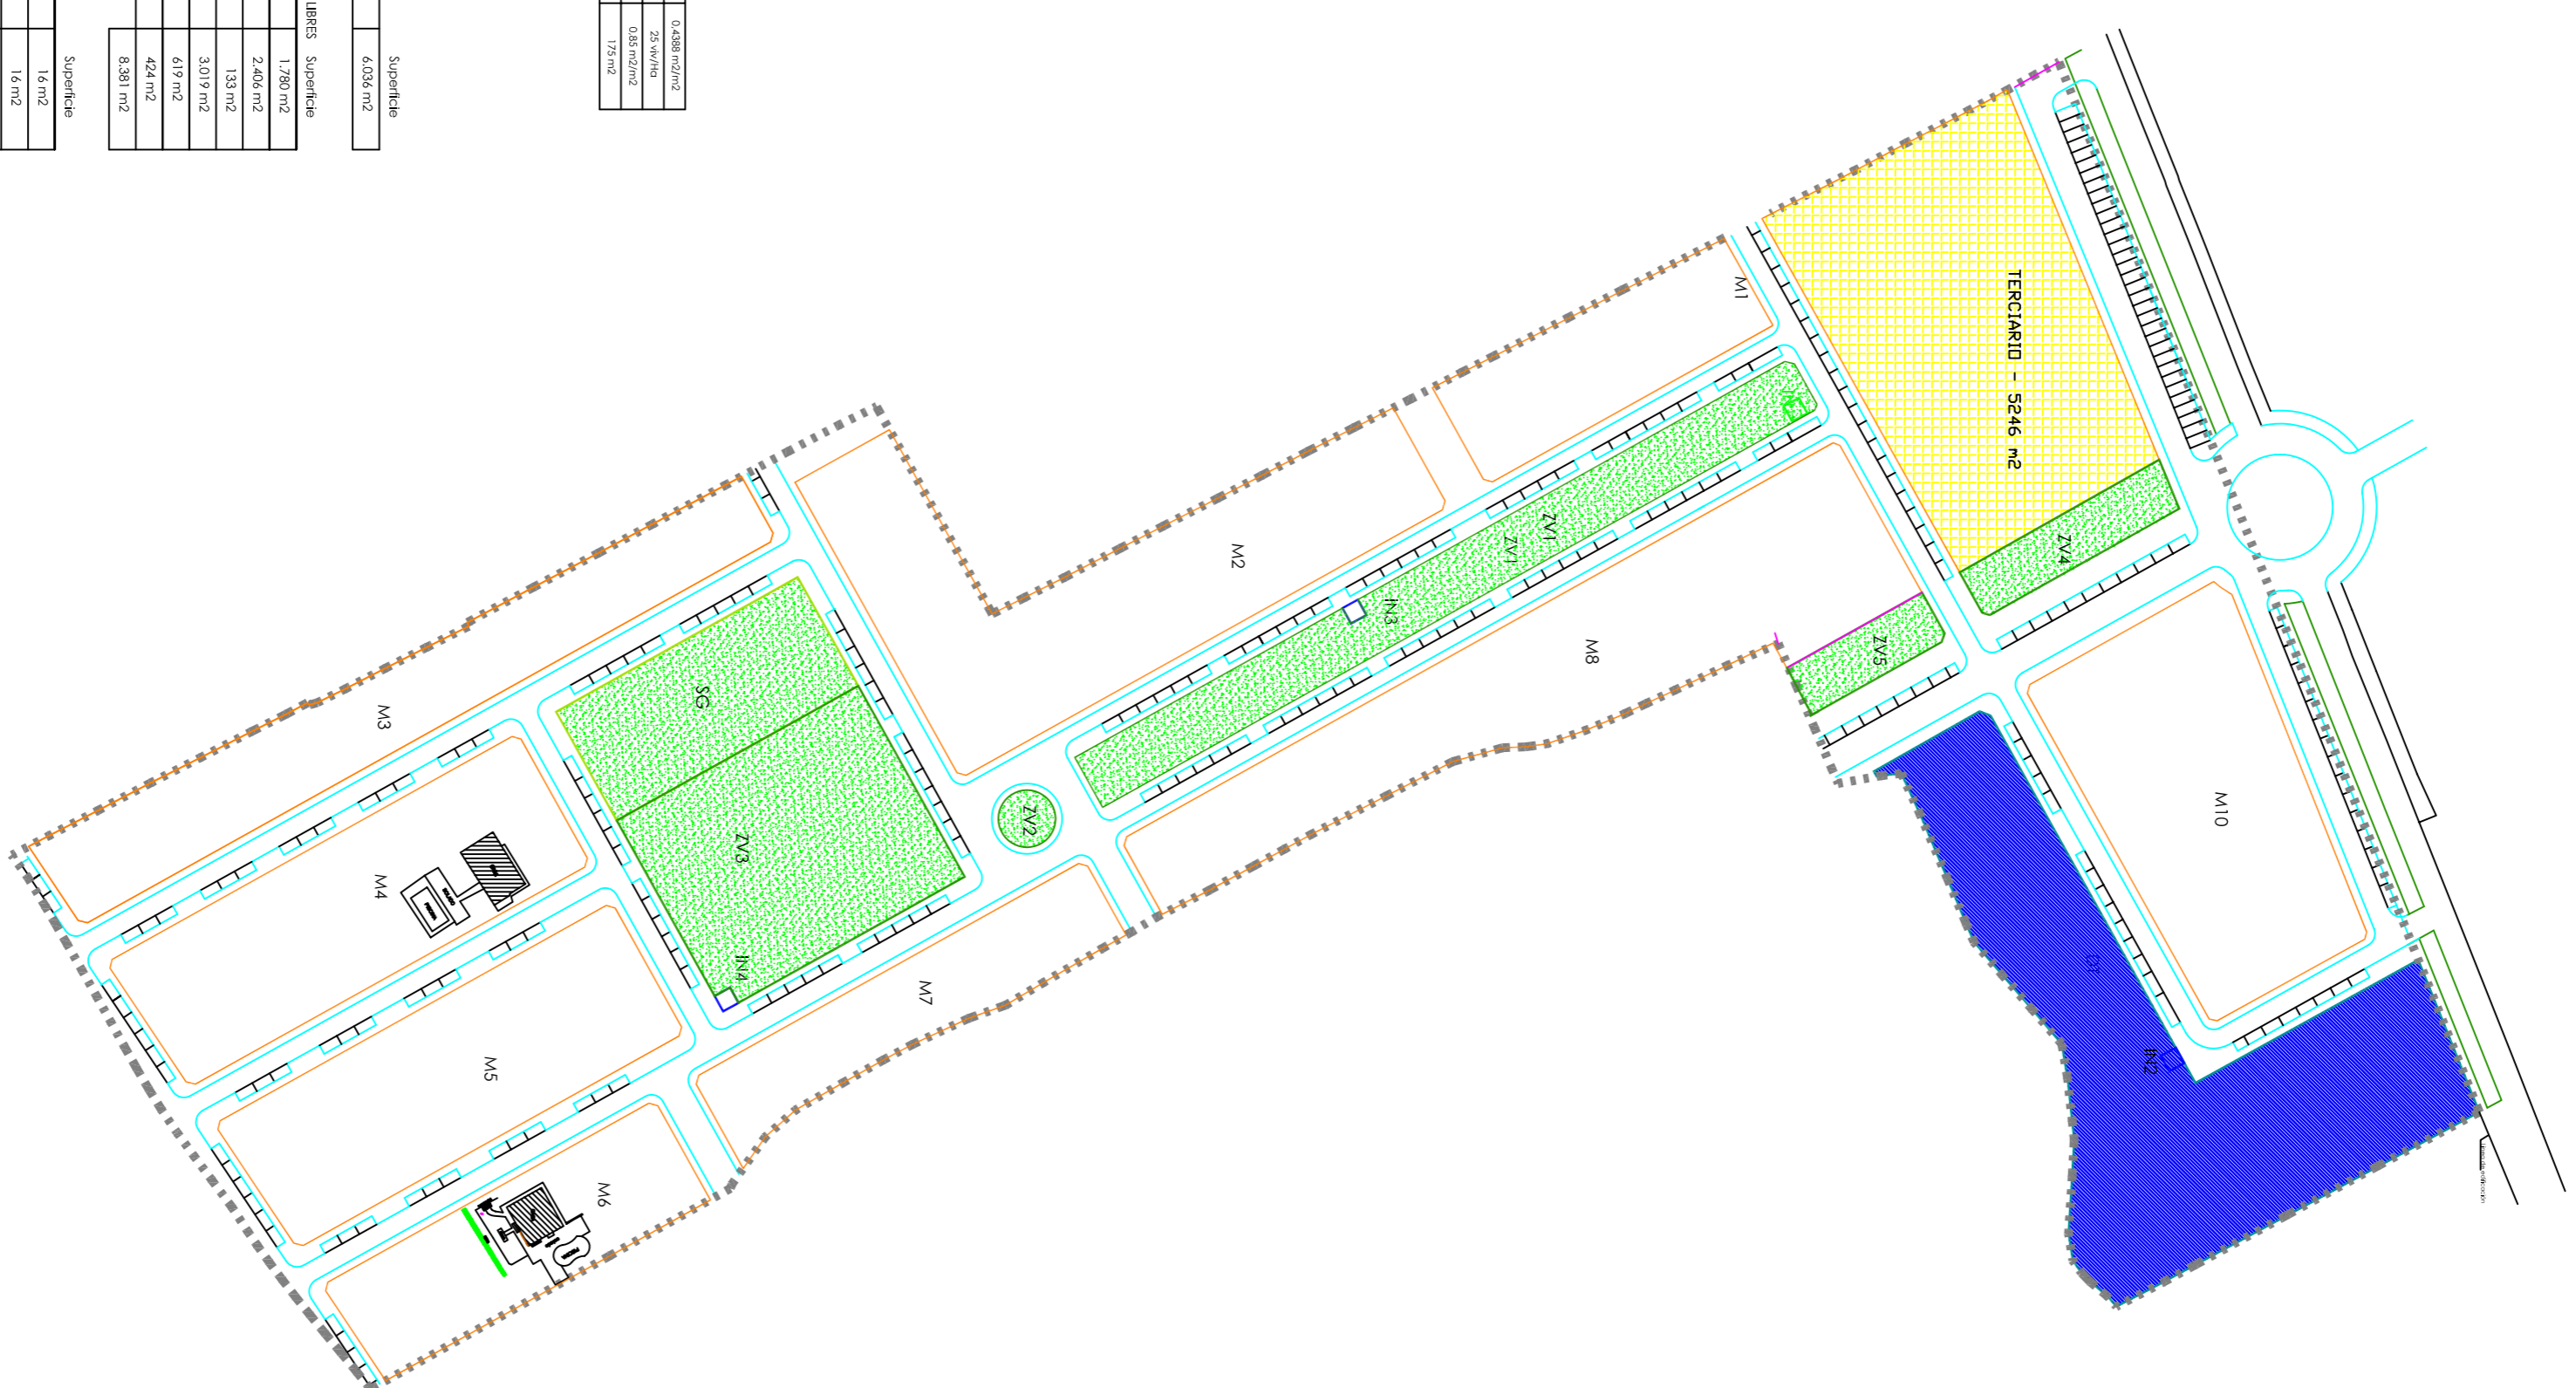 0,4388 m2/m2
25 viv/Ha
0,85 m2/m2
175 m2
Superficie
6.036 m2
LIBRES Superficie
1.780 m2
2.406 m2
133 m2
3.019 m2
619 m2
424 m2
8.381 m2
Superficie
16 m2
16 m2
TERCIARIO - 5246 m2
ZV4
ZV5
M1
M2
ZV1
ZV1
IN3
M8
M10
IN2
ZV2
SG
ZV3
IN4
M3
M4
M5
M6
M7